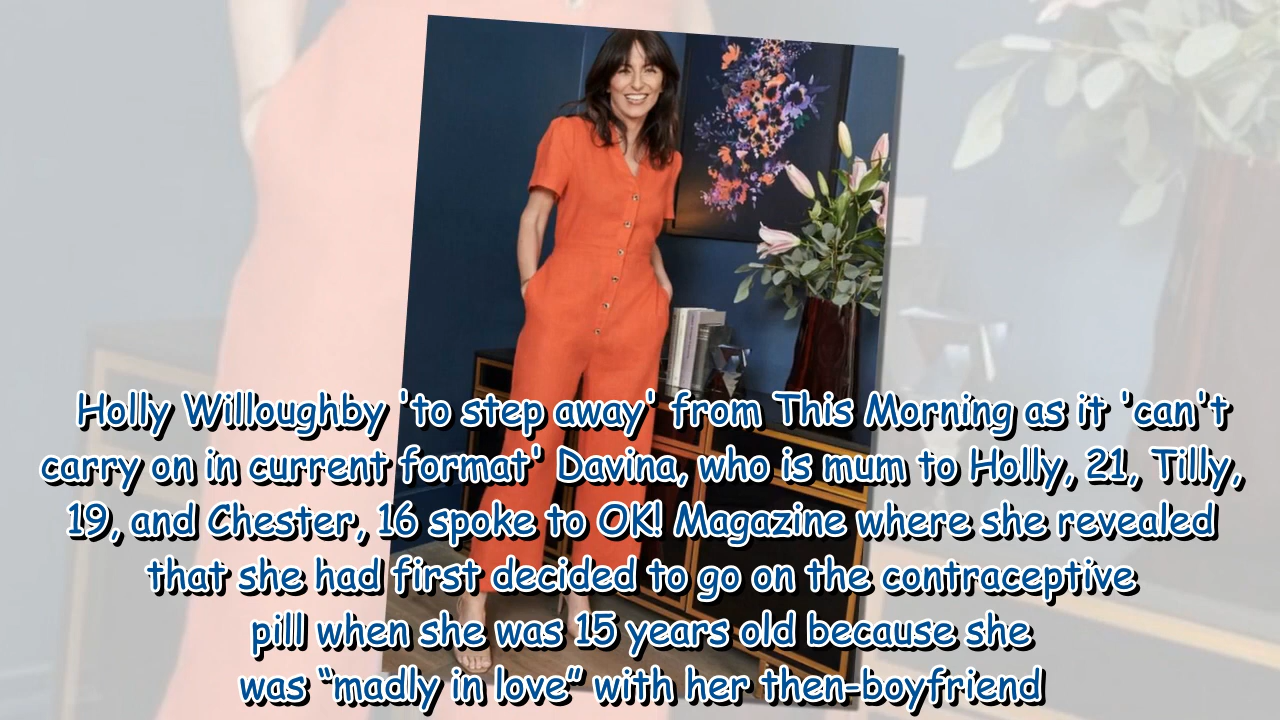 Holly Willoughby 'to step away' from This Morning as it 'can't
carry on in current format' Davina, who is mum to Holly, 21, Tilly,
19, and Chester, 16 spoke to OK! Magazine where she revealed
that she had first decided to go on the contraceptive
pill when she was 15 years old because she
was “madly in love” with her then-boyfriend